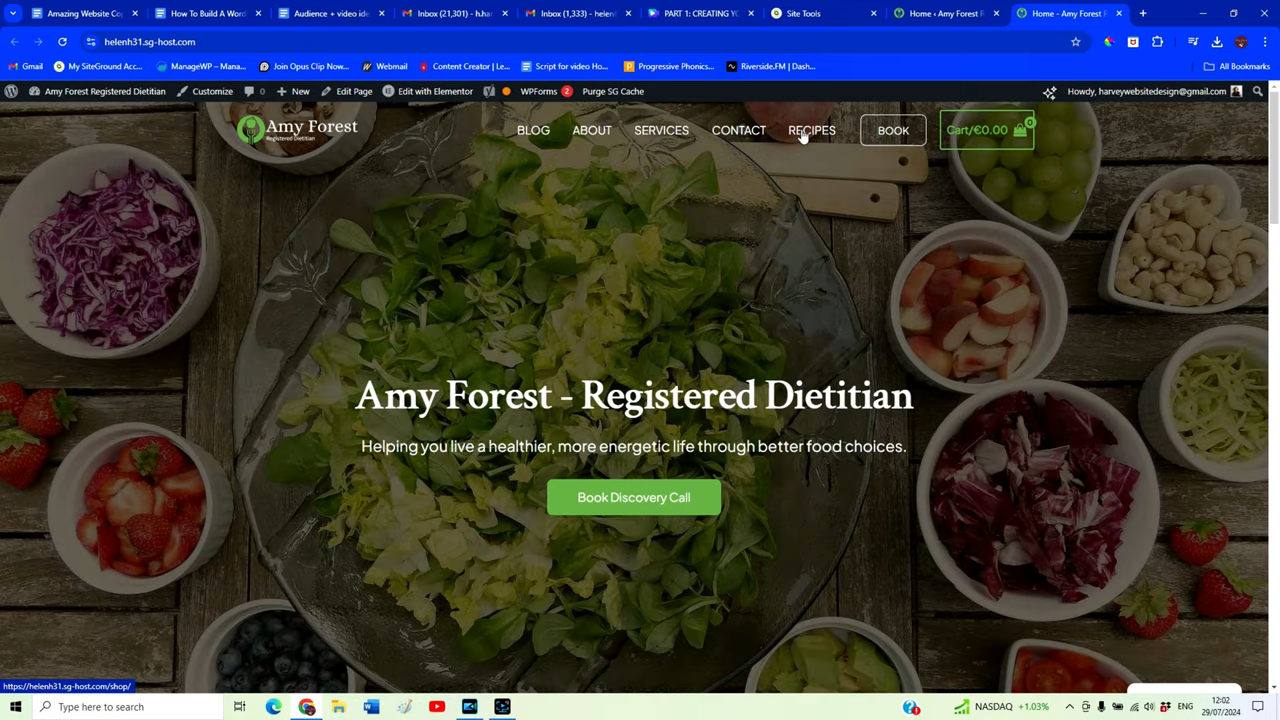 Amazing Website Co
How To Build A Word
Audience + video ide
Inbox (21,301) - h.ha
Inbox (1,333) - helen
PART 1: CREATING Y
Site Tools
Home ‹ Amy Forest R
Home - Amy Forest R
helenh31.sg-host.com
Gmail
My SiteGround Acc...
ManageWP – Mana...
Join Opus Clip Now...
Webmail
Content Creator | Le...
Script for video Ho...
Progressive Phonics...
Riverside.FM | Dash...
All Bookmarks
Amy Forest Registered Dietitian
Customize
0
New
Edit Page
Edit with Elementor
WPForms 2
Purge SG Cache
Howdy, harveywebsitedesign@gmail.com
Amy Forest
Registered Dietitian
BLOG
ABOUT
SERVICES
CONTACT
RECIPES
BOOK
Cart/€0.00
0
Amy Forest - Registered Dietitian
Helping you live a healthier, more energetic life through better food choices.
Book Discovery Call
https://helenh31.sg-host.com/shop/
Type here to search
NASDAQ +1.03%
ENG
12:02
29/07/2024